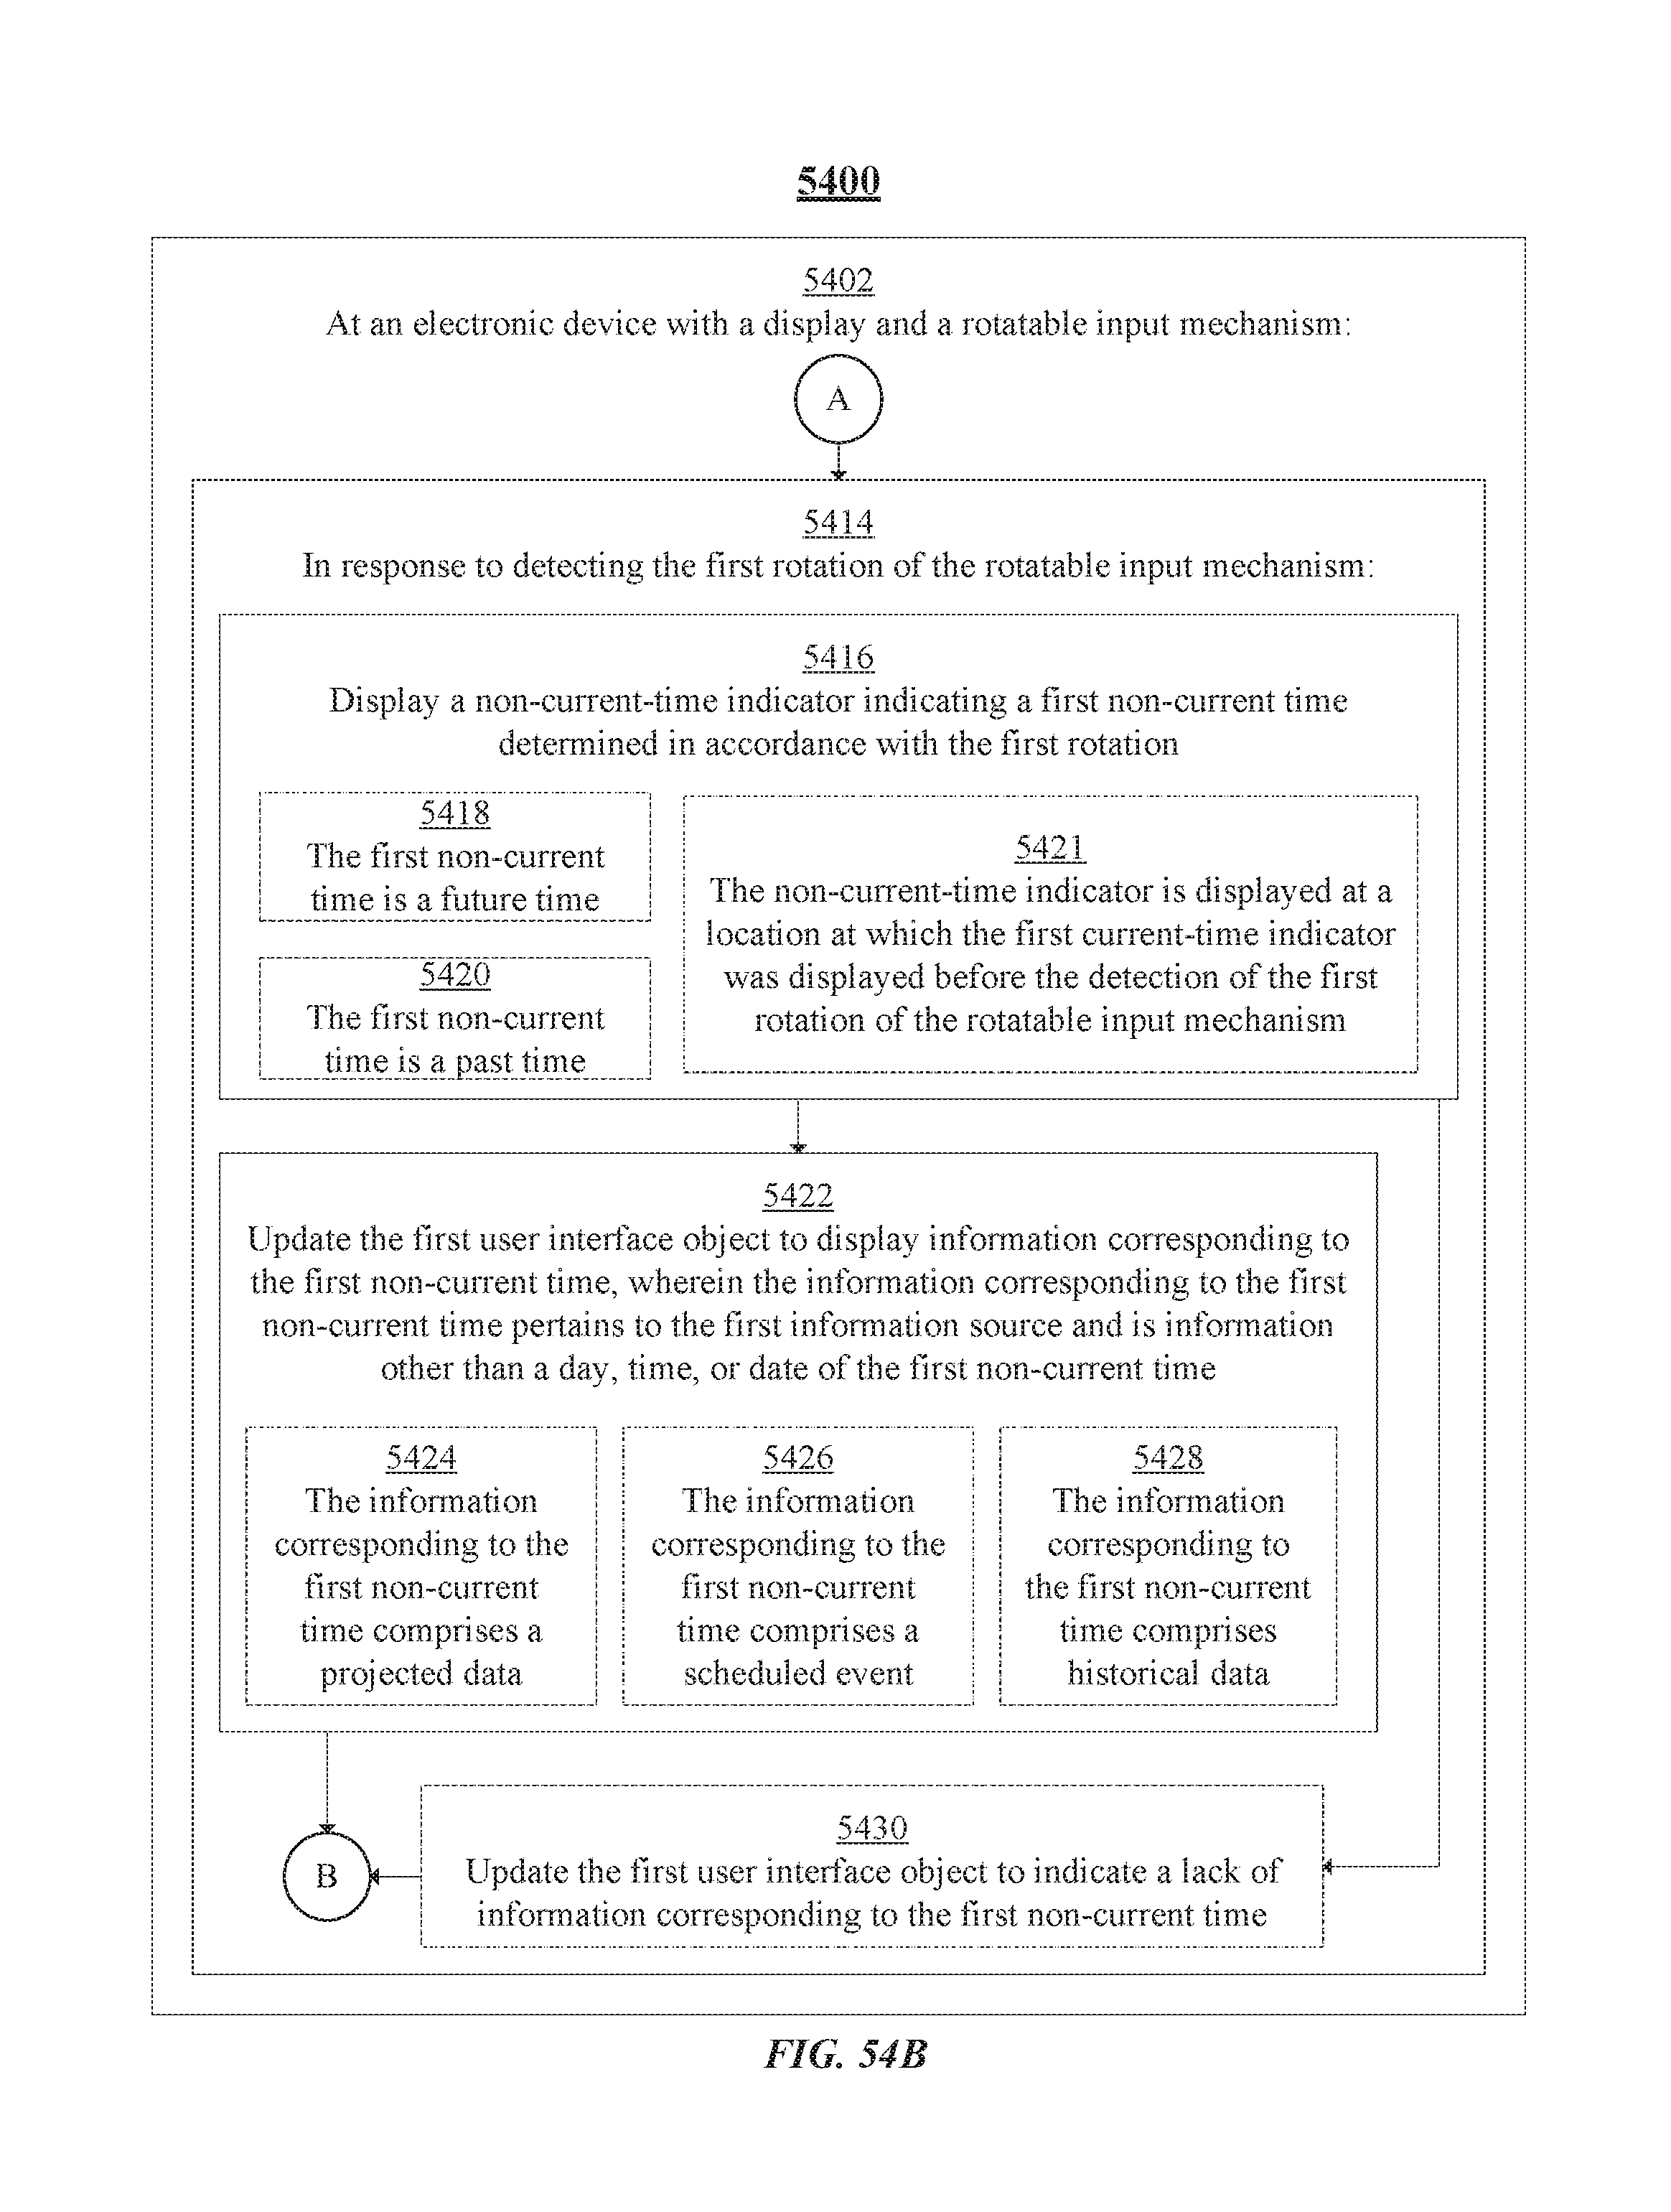 5400
5402
At an electronic device with a display and a rotatable input mechanism:
A
5414
In response to detecting the first rotation of the rotatable input mechanism:
5416
Display a non-current-time indicator indicating a first non-current time
determined in accordance with the first rotation
5418
The first non-current
time is a future time
5420
The first non-current
time is a past time
5421
The non-current-time indicator is displayed at a
location at which the first current-time indicator
was displayed before the detection of the first
rotation of the rotatable input mechanism
5422
Update the first user interface object to display information corresponding to
the first non-current time, wherein the information corresponding to the first
non-current time pertains to the first information source and is information
other than a day, time, or date of the first non-current time
5424
The information
corresponding to the
first non-current
time comprises a
projected data
5426
The information
corresponding to the
first non-current
time comprises a
scheduled event
5428
The information
corresponding to
the first non-current
time comprises
historical data
5430
Update the first user interface object to indicate a lack of
information corresponding to the first non-current time
B
FIG. 54B